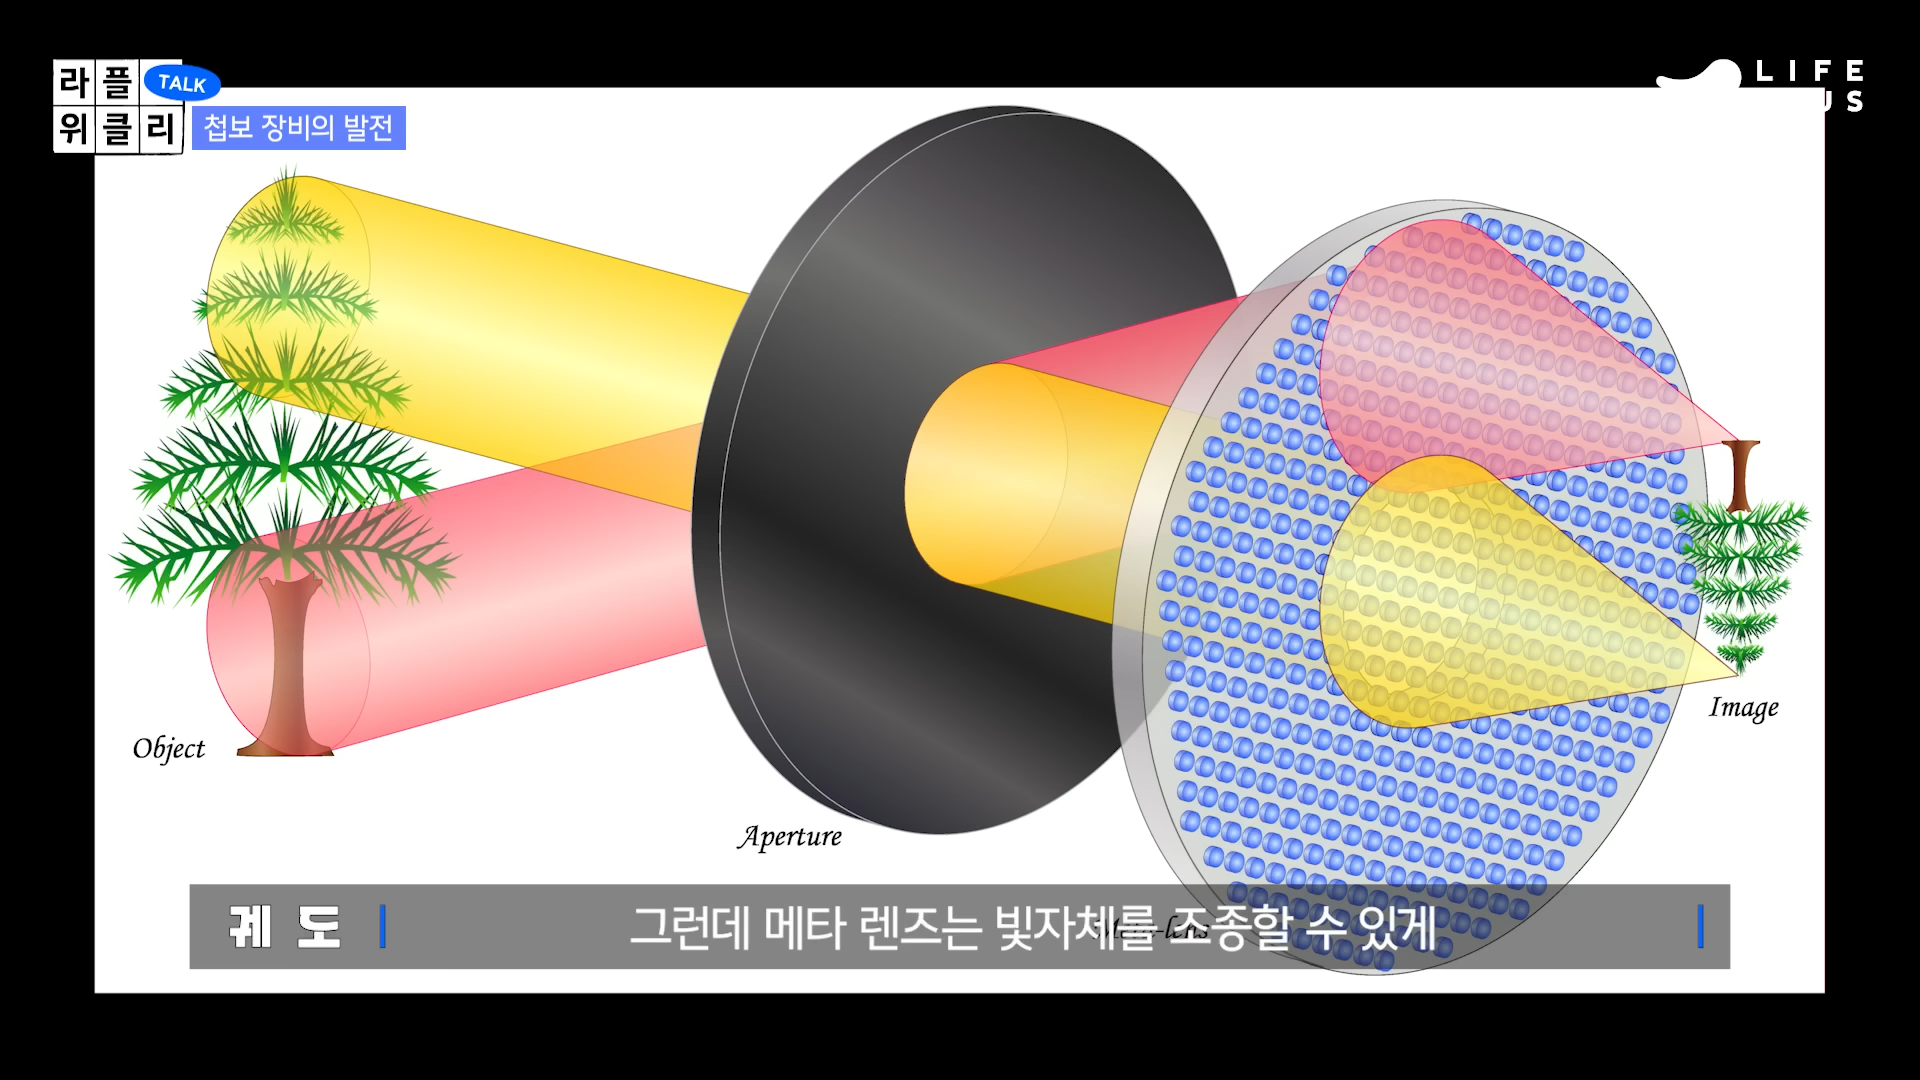 라플 TALK
위클리
첩보 장비의 발전
LIFE
US
Object
Aperture
Image
궤도
그런데 메타 렌즈는 빛자체를 조종할 수 있게